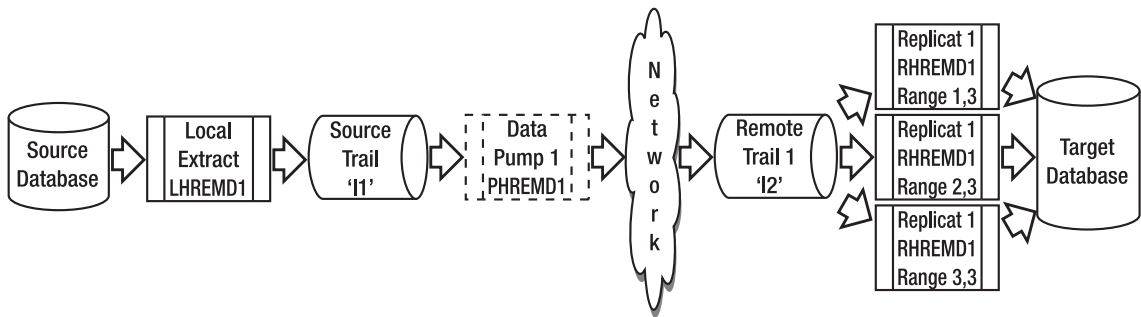 Source
Database
Local
Extract
LHREMD1
Source
Trail
'l1'
Data
Pump 1
PHREMD1
Network
Remote
Trail 1
'l2'
Replicat 1
RHREMD1
Range 1,3
Replicat 1
RHREMD1
Range 2,3
Replicat 1
RHREMD1
Range 3,3
Target
Database